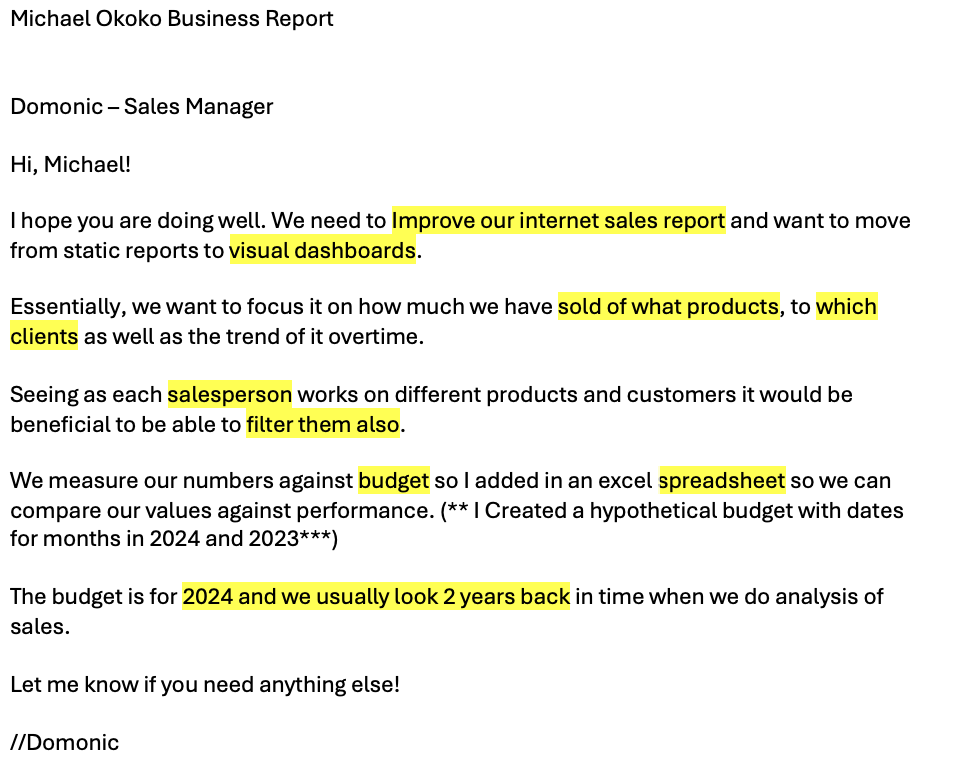 Michael Okoko Business Report
Domonic – Sales Manager
Hi, Michael!
I hope you are doing well. We need to Improve our internet sales report and want to move
from static reports to visual dashboards.
Essentially, we want to focus it on how much we have sold of what products, to which
clients as well as the trend of it overtime.
Seeing as each salesperson works on different products and customers it would be
beneficial to be able to filter them also.
We measure our numbers against budget so I added in an excel spreadsheet so we can
compare our values against performance. (** I Created a hypothetical budget with dates
for months in 2024 and 2023***)
The budget is for 2024 and we usually look 2 years back in time when we do analysis of
sales.
Let me know if you need anything else!
//Domonic